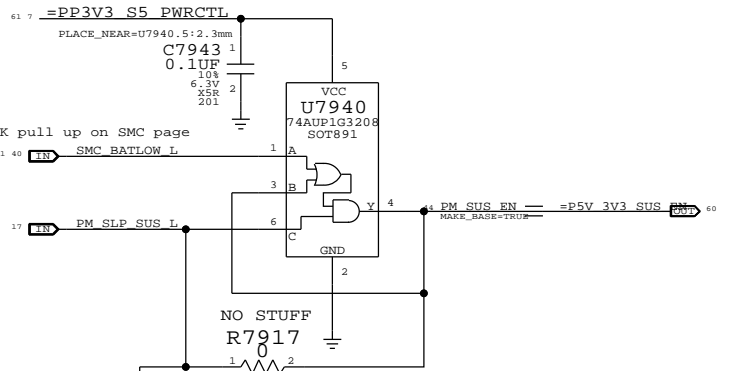 61 7 =PP3V3_S5_PWRCTL
PLACE_NEAR=U7940.5:2.3mm
C7943 1
0.1UF
10%
6.3V
X5R
201
2
5
VCC
U7940
74AUP1G3208
SOT891
K pull up on SMC page
1 40 IN SMC_BATLOW_L 1 A
3 B
Y 4
44 PM_SUS_EN =P5V_3V3_SUS_EN OUT 60
MAKE_BASE=TRUE
17 IN PM_SLP_SUS_L 6 C
GND
2
NO STUFF
R7917
0
1 2